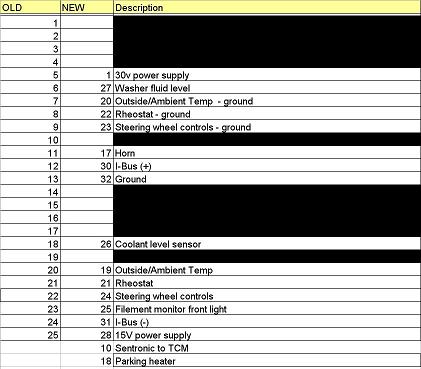 OLD NEW Description
1
2
3
4
5 1 30v power supply
6 27 Washer fluid level
7 20 Outside/Ambient Temp - ground
8 22 Rheostat - ground
9 23 Steering wheel controls - ground
10
11 17 Horn
12 30 I-Bus (+)
13 32 Ground
14
15
16
17
18 26 Coolant level sensor
19
20 19 Outside/Ambient Temp
21 21 Rheostat
22 24 Steering wheel controls
23 25 Filement monitor front light
24 31 I-Bus (-)
25 28 15V power supply
10 Sentronic to TCM
18 Parking heater